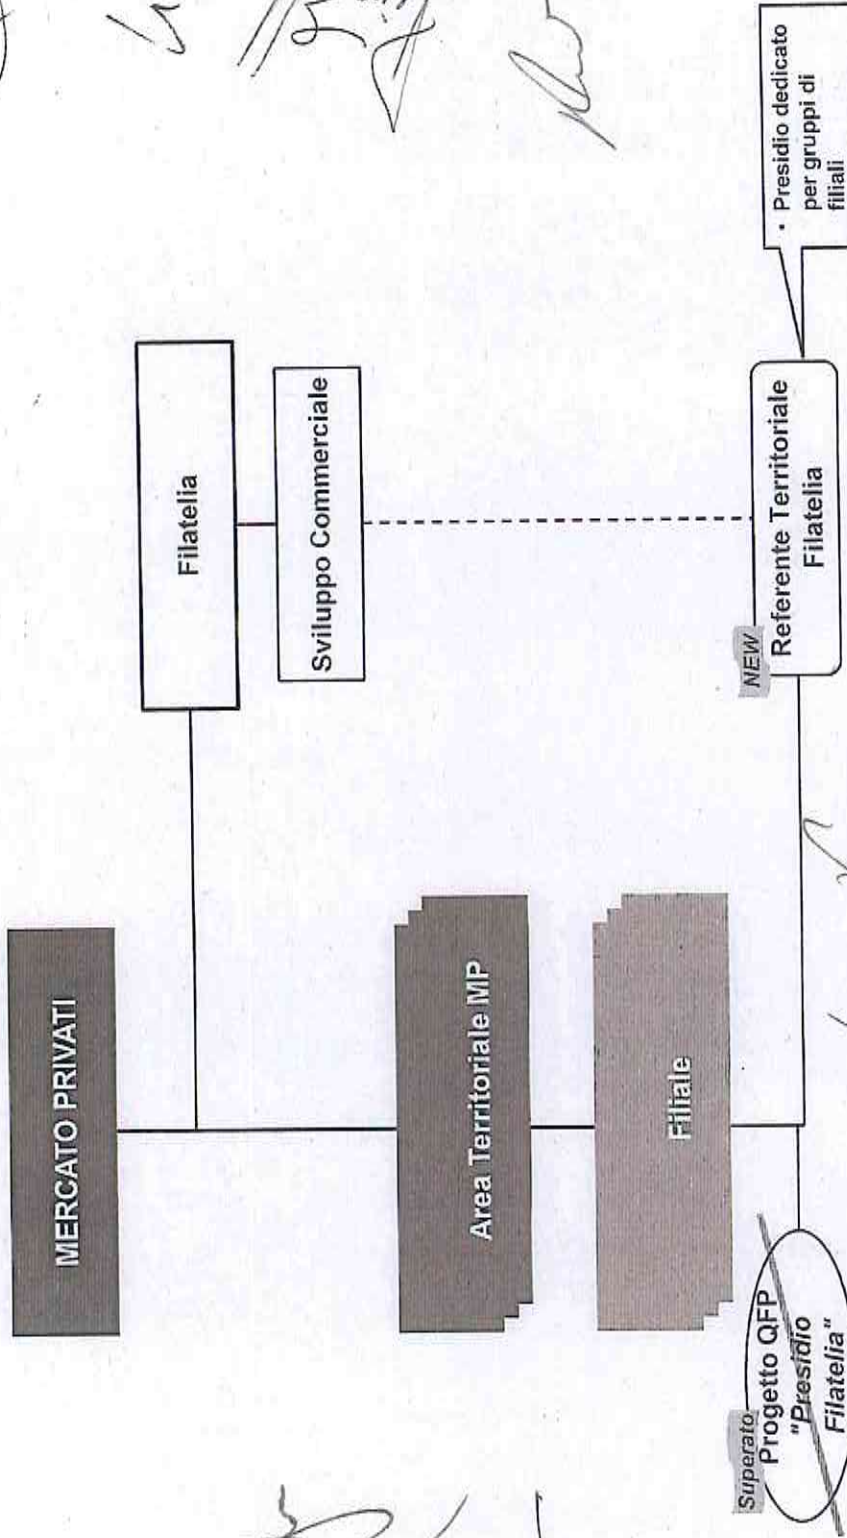 MERCATO PRIVATI
Filatelia
Sviluppo Commerciale
Area Territoriale MP
Filiale
Superato
Progetto QFP
"Presidio
Filatelia"
NEW
Referente Territoriale
Filatelia
• Presidio dedicato
per gruppi di
filiali